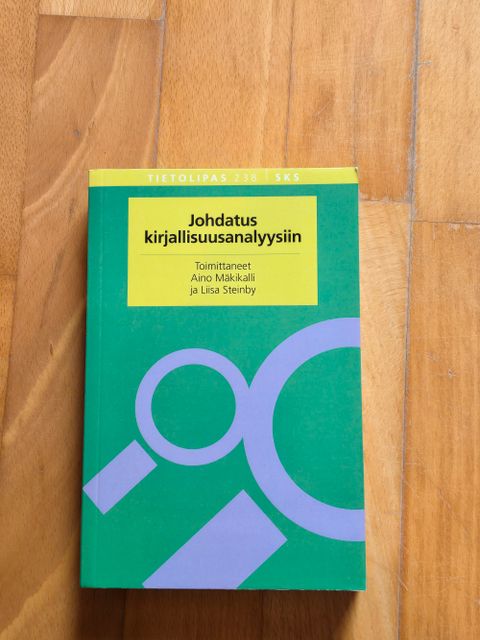 TIETOLIPAS 238 | SKS
Johdatus
kirjallisuusanalyysiin
Toimittaneet
Aino Mäkikalli
ja Liisa Steinby